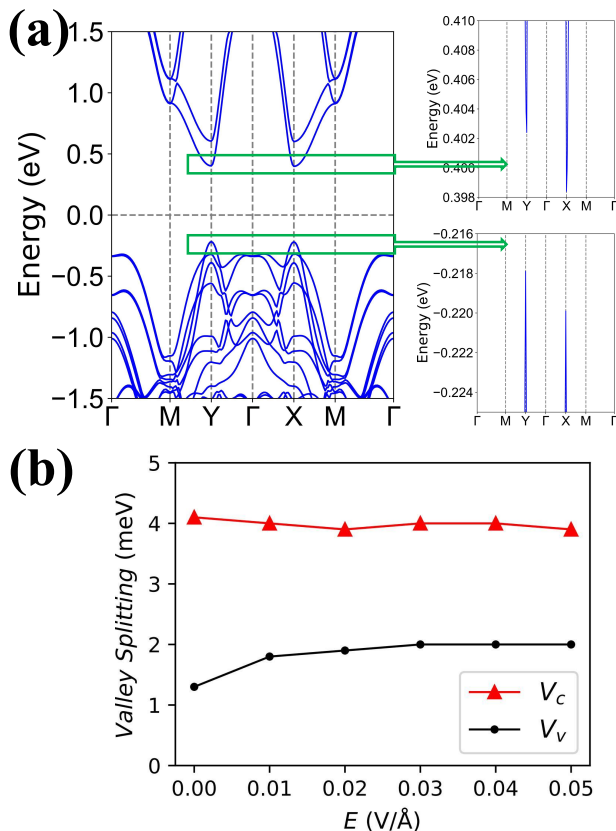 (a)
1.5
1.0
0.5
0.0
−0.5
−1.0
−1.5
Energy (eV)
Γ M Y Γ X M Γ
0.410
0.408
0.406
0.404
0.402
0.400
0.398
Energy (eV)
Γ M Y Γ X M Γ
−0.216
−0.218
−0.220
−0.222
−0.224
Energy (eV)
Γ M Y Γ X M Γ
(b)
5
4
3
2
1
0
Valley Splitting (meV)
V_c
V_v
0.00 0.01 0.02 0.03 0.04 0.05
E (V/Å)